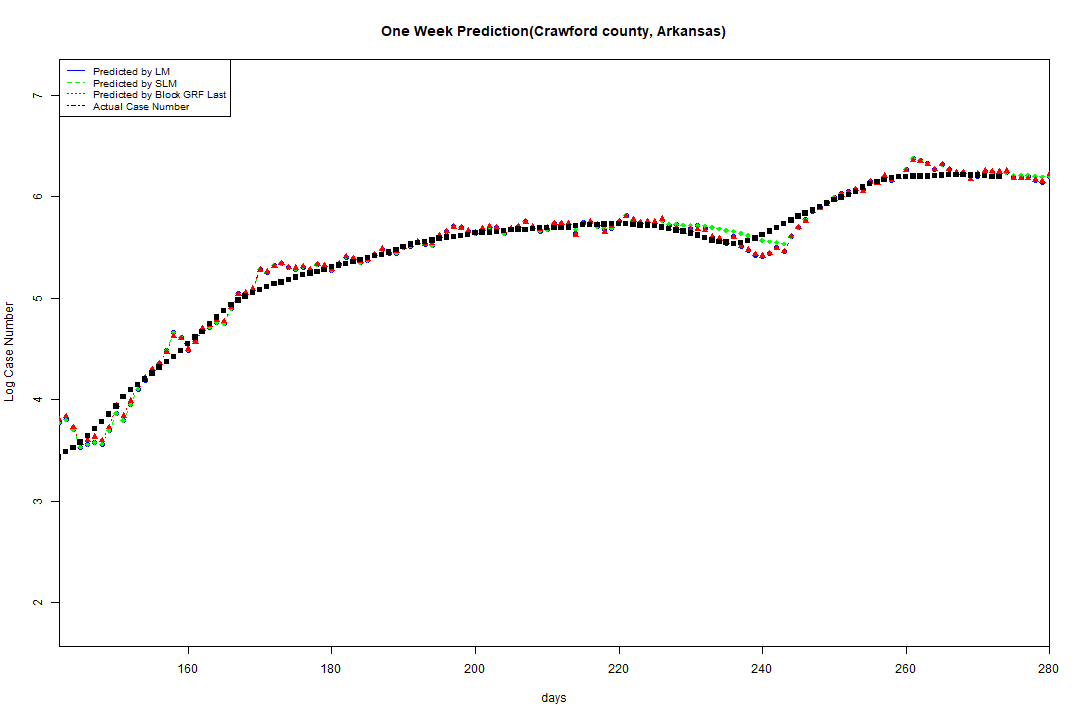 One Week Prediction(Crawford county, Arkansas)
Predicted by LM
Predicted by SLM
Predicted by Block GRF Last
Actual Case Number
7
6
5
4
3
2
Log Case Number
160 180 200 220 240 260 280
days